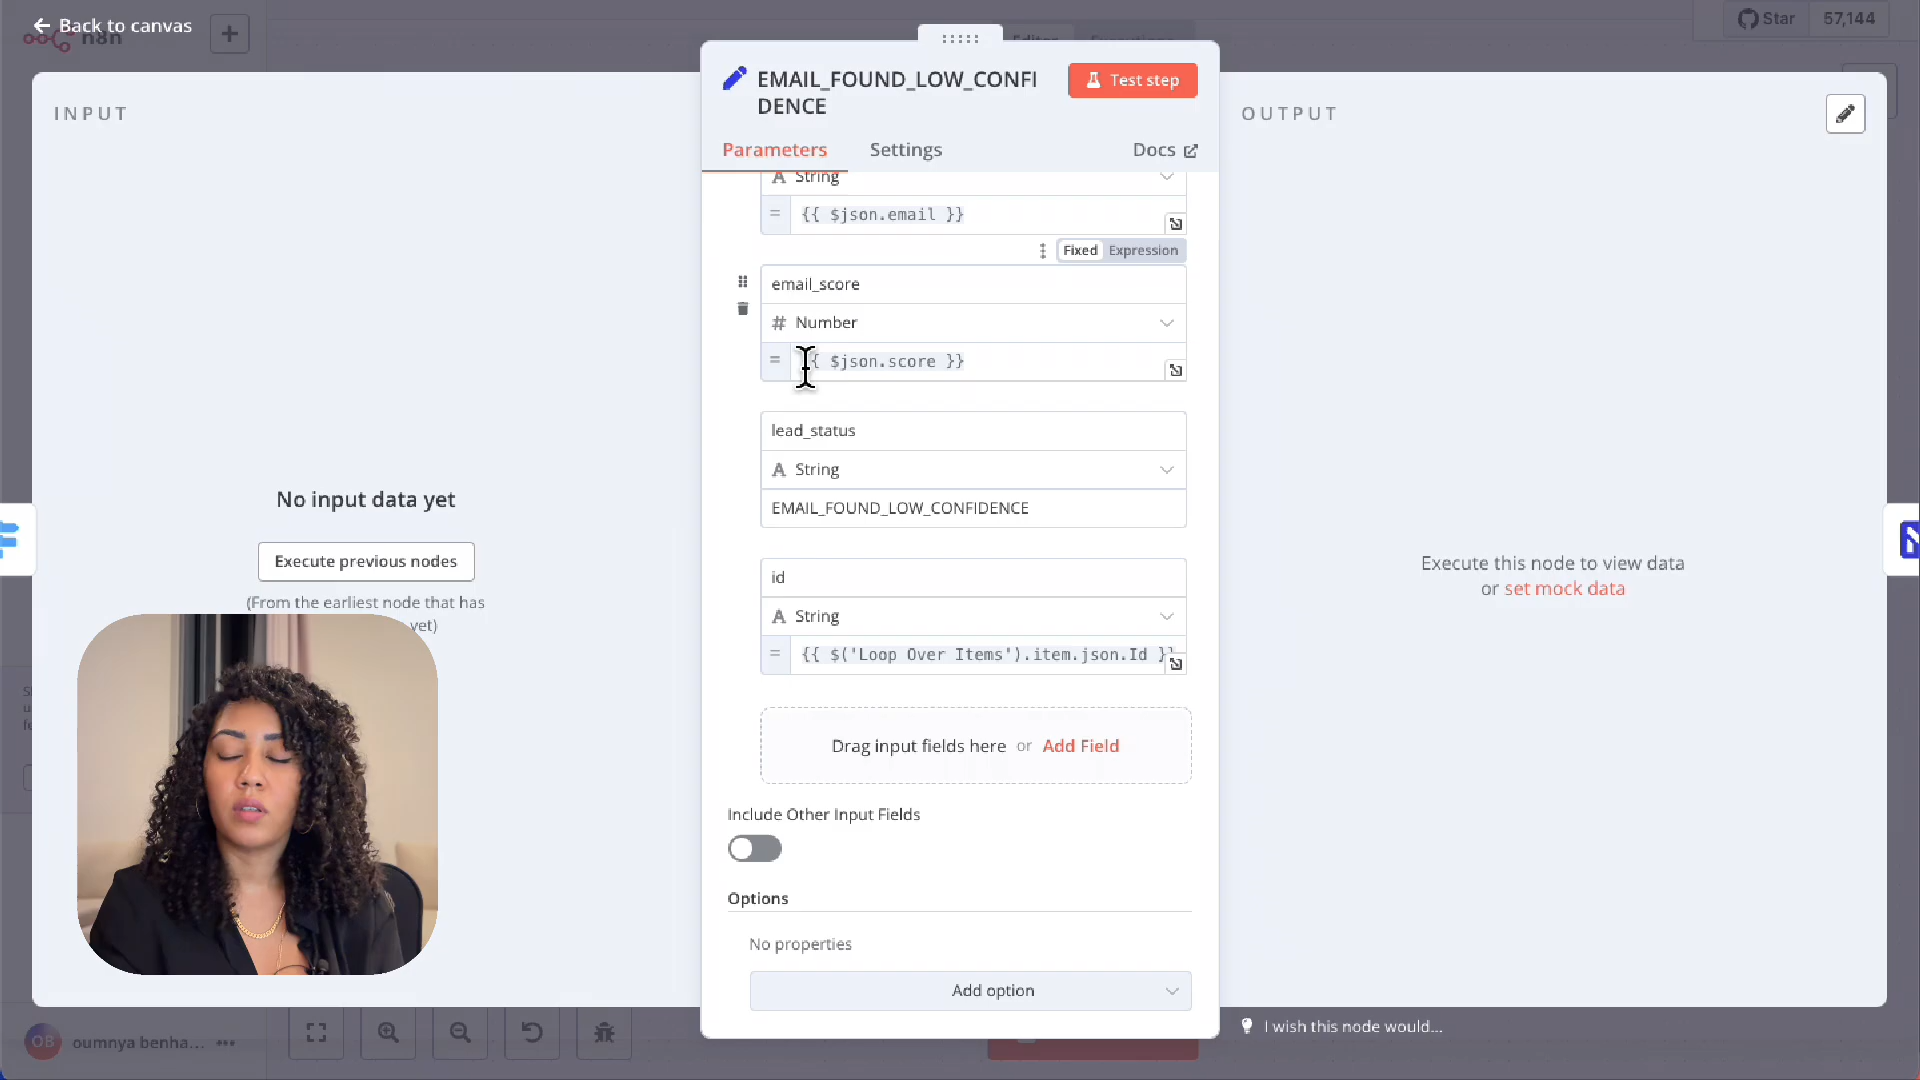 Back to canvas
n8n
Star 57,144
INPUT
EMAIL_FOUND_LOW_CONFI
DENCE
Test step
OUTPUT
Parameters
Settings
Docs
String
= {{ $json.email }}
Fixed Expression
email_score
# Number
= {{ $json.score }}
lead_status
String
EMAIL_FOUND_LOW_CONFIDENCE
id
String
= {{ $('Loop Over Items').item.json.Id }}
No input data yet
Execute previous nodes
(From the earliest node that has
yet)
Execute this node to view data
or set mock data
Drag input fields here or Add Field
Include Other Input Fields
Options
No properties
Add option
I wish this node would...
OB oumnya benha...